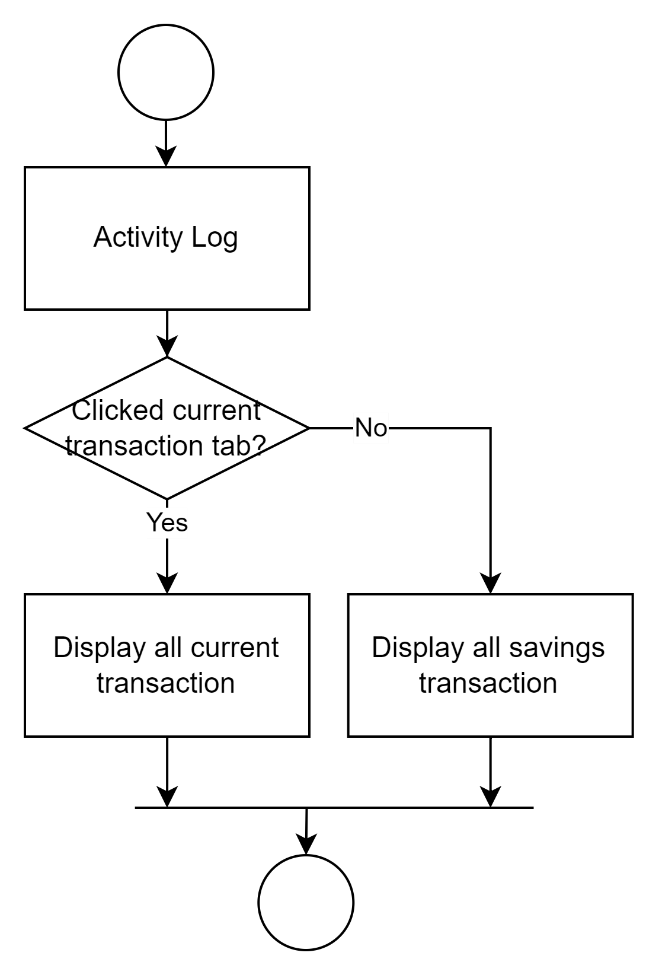 Activity Log
Clicked current
transaction tab?
No
Yes
Display all current
transaction
Display all savings
transaction